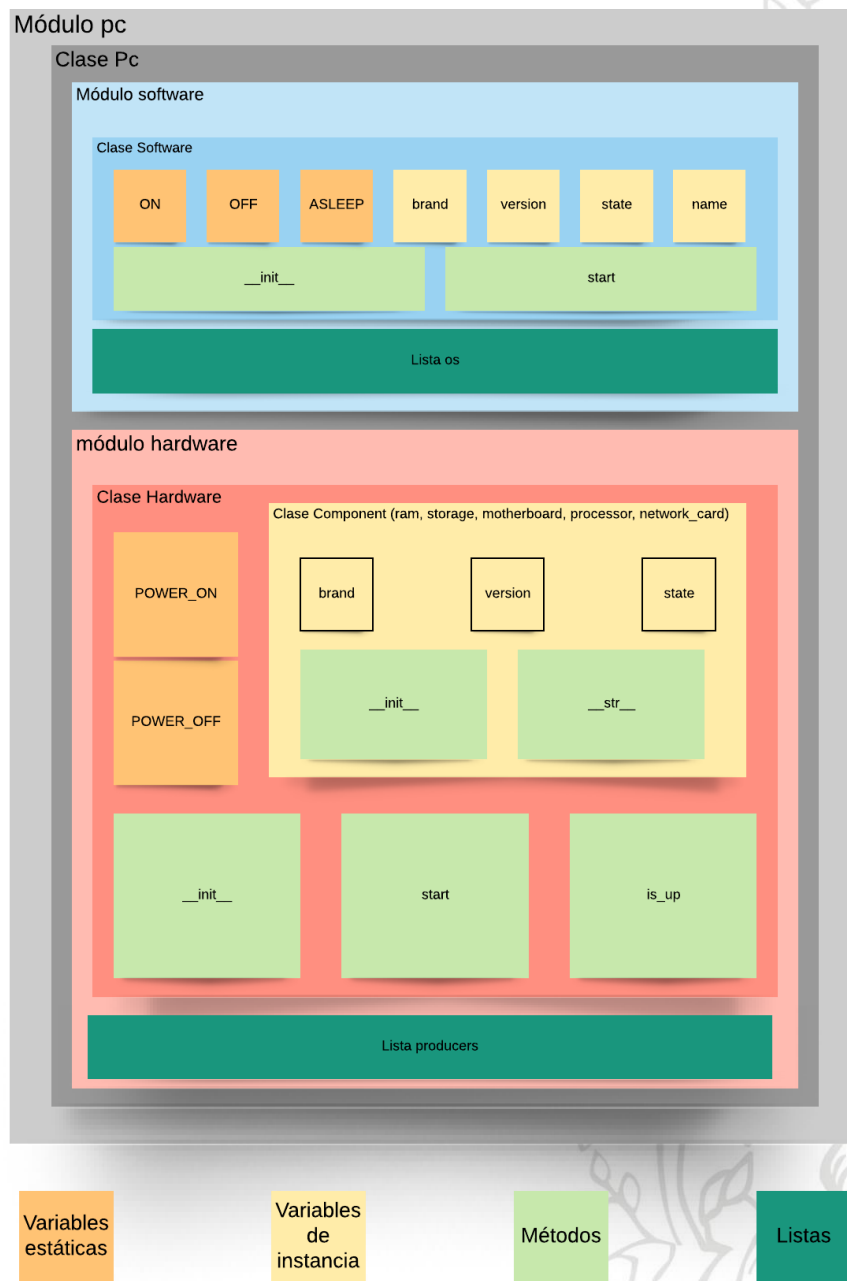 Módulo pc
Clase Pc
Módulo software
Clase Software
ON
OFF
ASLEEP
brand
version
state
name
__init__
start
Lista os
módulo hardware
Clase Hardware
Clase Component (ram, storage, motherboard, processor, network_card)
POWER_ON
brand
version
state
POWER_OFF
__init__
__str__
__init__
start
is_up
Lista producers
Variables
estáticas
Variables
de
instancia
Métodos
Listas